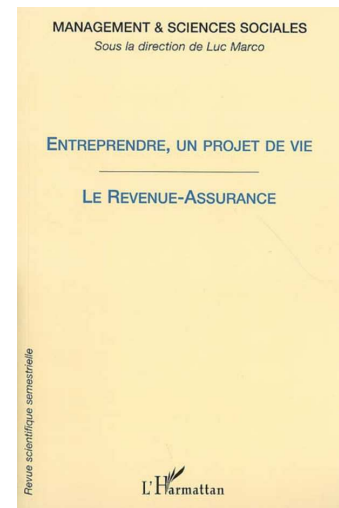 MANAGEMENT & SCIENCES SOCIALES
Sous la direction de Luc Marco
ENTREPRENDRE, UN PROJET DE VIE
LE REVENUE-ASSURANCE
Revue scientifique semestrielle
L'Harmattan